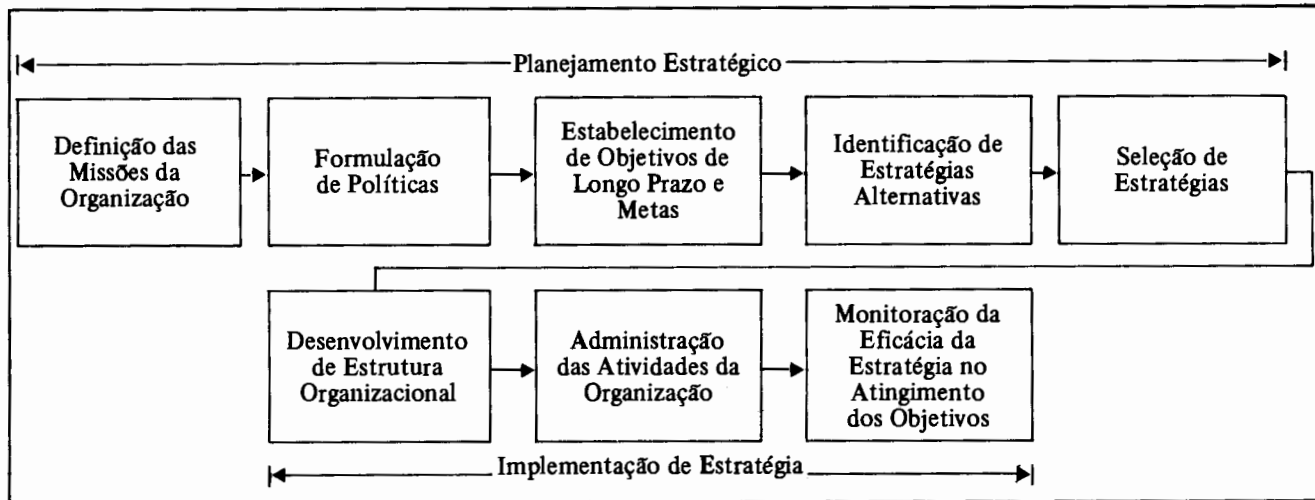 Planejamento Estratégico
Definição das
Missões da
Organização
Formulação
de Políticas
Estabelecimento
de Objetivos de
Longo Prazo e
Metas
Identificação de
Estratégias
Alternativas
Seleção de
Estratégias
Desenvolvimento
de Estrutura
Organizacional
Administração
das Atividades da
Organização
Monitoração da
Eficácia da
Estratégia no
Atingimento
dos Objetivos
Implementação de Estratégia